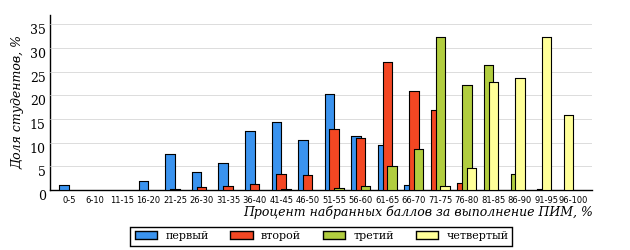 Доля студентов, %
35
30
25
20
15
10
5
0
0-5 6-10 11-15 16-20 21-25 26-30 31-35 36-40 41-45 46-50 51-55 56-60 61-65 66-70 71-75 76-80 81-85 86-90 91-95 96-100
Процент набранных баллов за выполнение ПИМ, %
первый второй третий четвертый